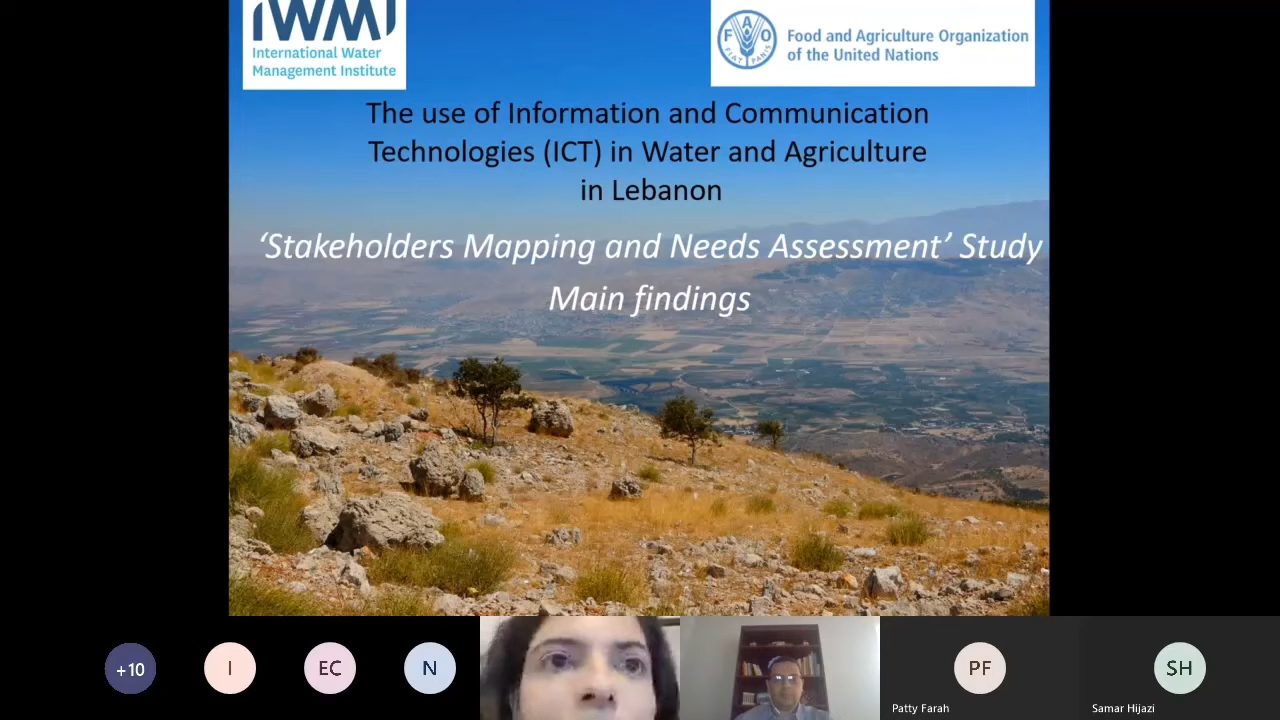 IWMI
International Water
Management Institute
FAO
FIAT PANIS
Food and Agriculture Organization
of the United Nations
The use of Information and Communication
Technologies (ICT) in Water and Agriculture
in Lebanon
‘Stakeholders Mapping and Needs Assessment’ Study
Main findings
+10
I
EC
N
PF
SH
Patty Farah
Samar Hijazi